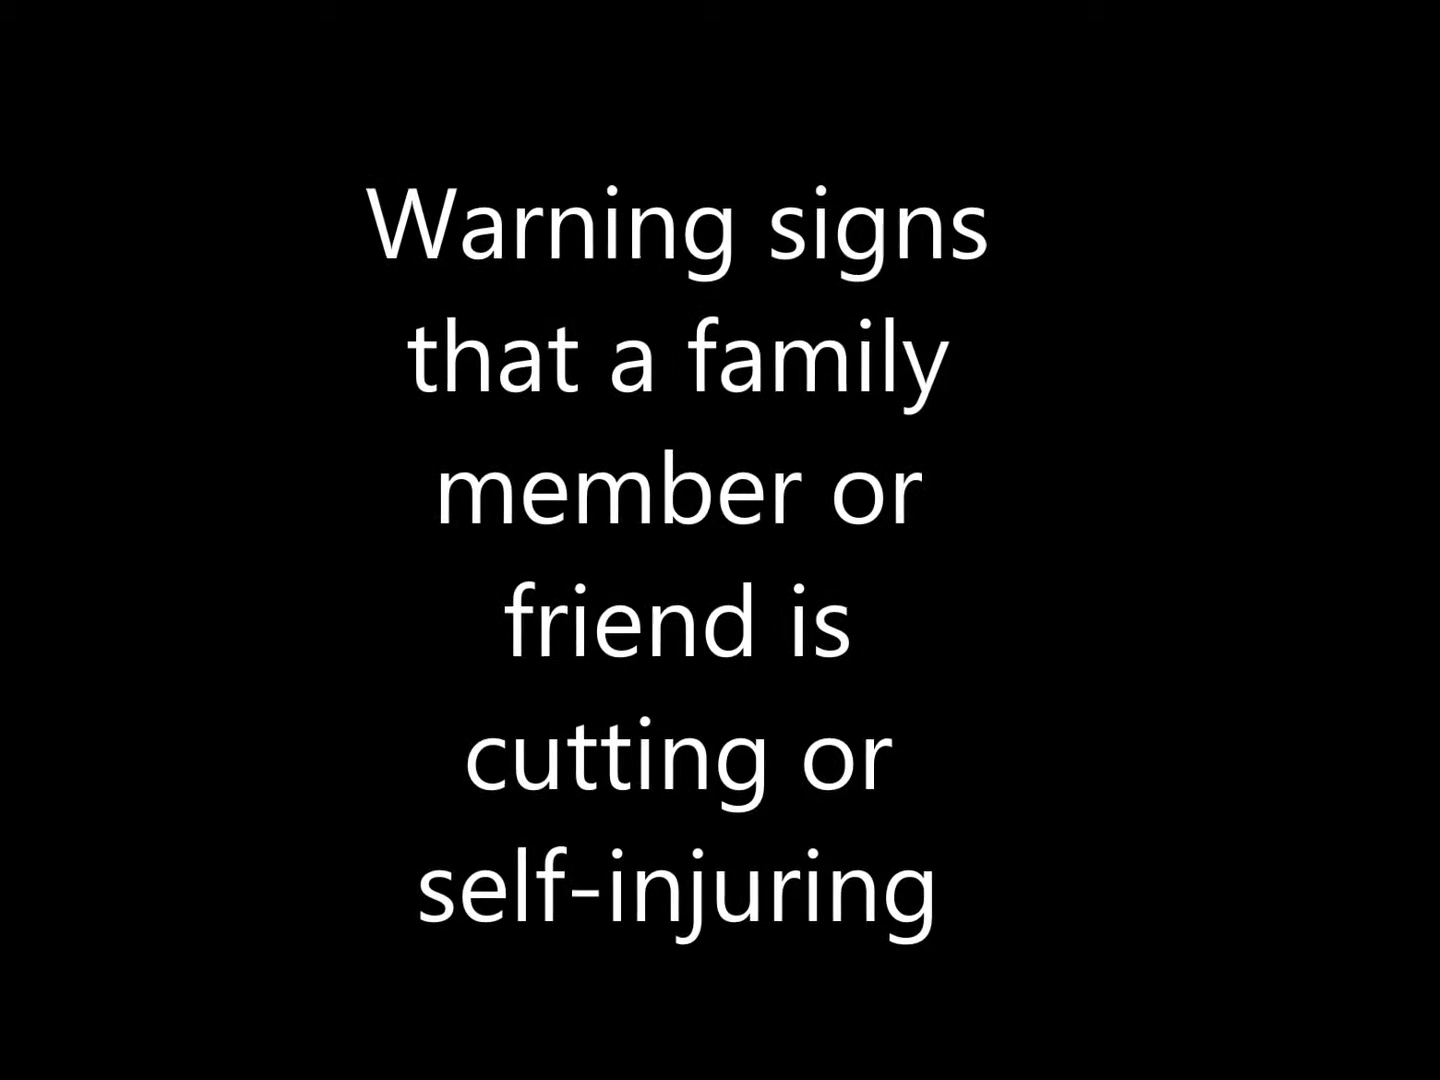 Warning signs
that a family
member or
friend is
cutting or
self-injuring